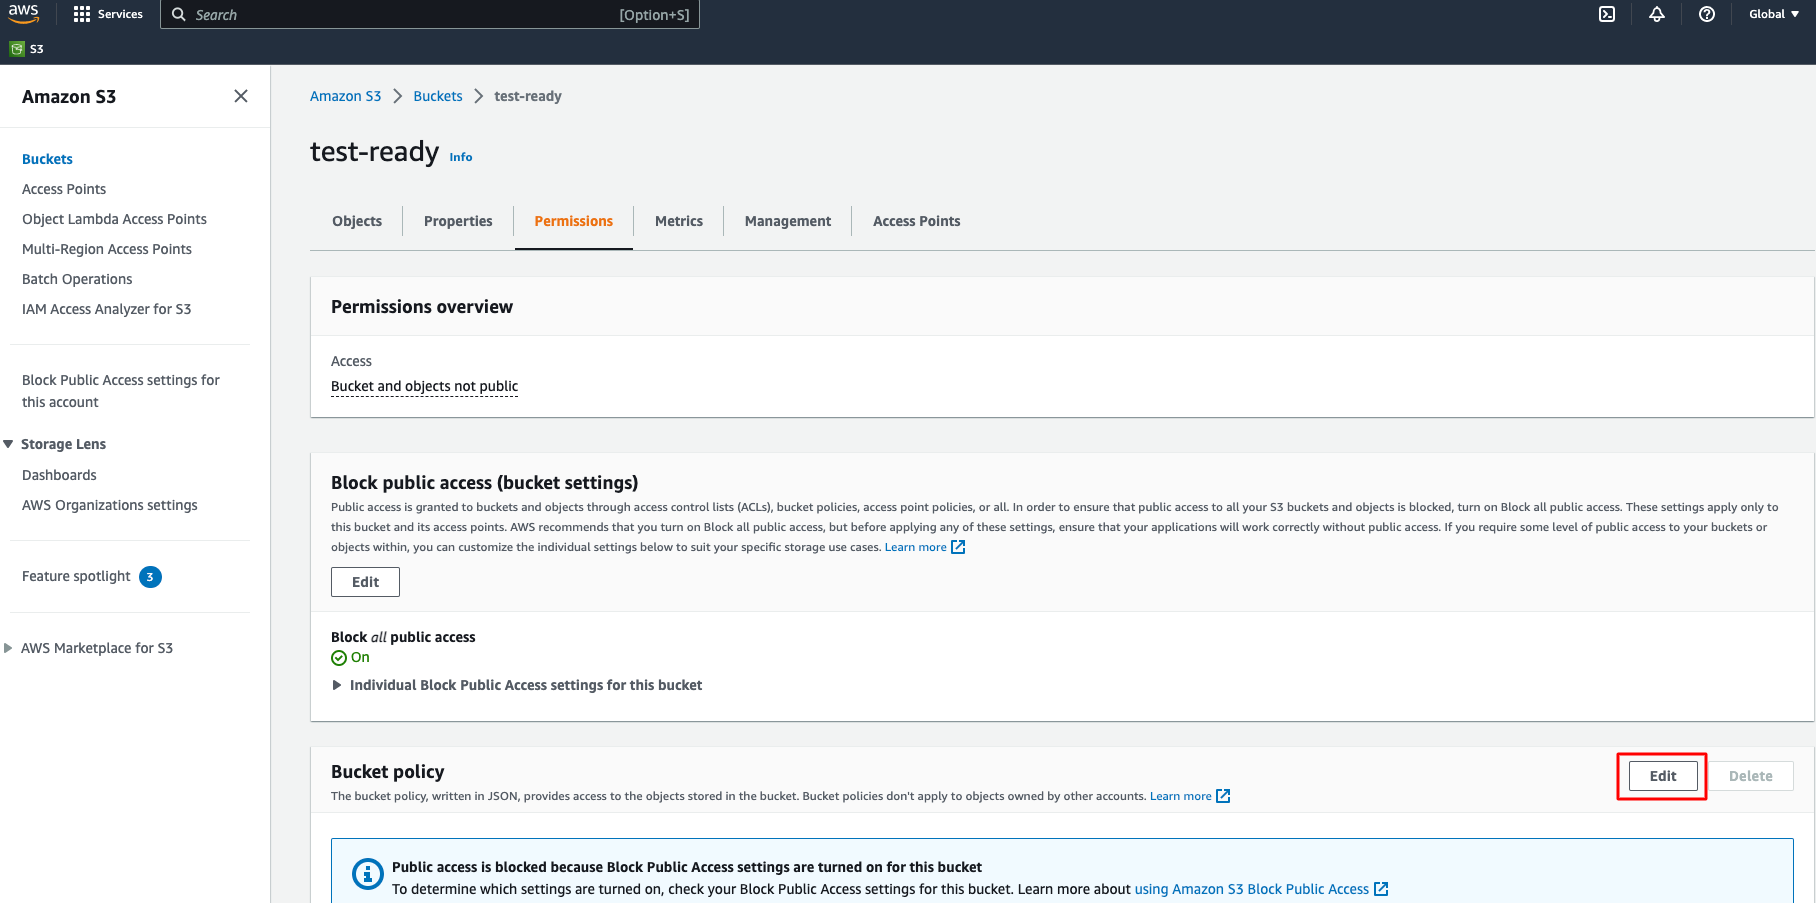 aws
Services
Search
[Option+S]
Global
S3
Amazon S3
Buckets
Access Points
Object Lambda Access Points
Multi-Region Access Points
Batch Operations
IAM Access Analyzer for S3
Block Public Access settings for
this account
Storage Lens
Dashboards
AWS Organizations settings
Feature spotlight 3
AWS Marketplace for S3
Amazon S3 > Buckets > test-ready
test-ready Info
Objects
Properties
Permissions
Metrics
Management
Access Points
Permissions overview
Access
Bucket and objects not public
Block public access (bucket settings)
Public access is granted to buckets and objects through access control lists (ACLs), bucket policies, access point policies, or all. In order to ensure that public access to all your S3 buckets and objects is blocked, turn on Block all public access. These settings apply only to
this bucket and its access points. AWS recommends that you turn on Block all public access, but before applying any of these settings, ensure that your applications will work correctly without public access. If you require some level of public access to your buckets or
objects within, you can customize the individual settings below to suit your specific storage use cases. Learn more
Edit
Block all public access
On
Individual Block Public Access settings for this bucket
Bucket policy
The bucket policy, written in JSON, provides access to the objects stored in the bucket. Bucket policies don't apply to objects owned by other accounts. Learn more
Edit
Delete
Public access is blocked because Block Public Access settings are turned on for this bucket
To determine which settings are turned on, check your Block Public Access settings for this bucket. Learn more about using Amazon S3 Block Public Access